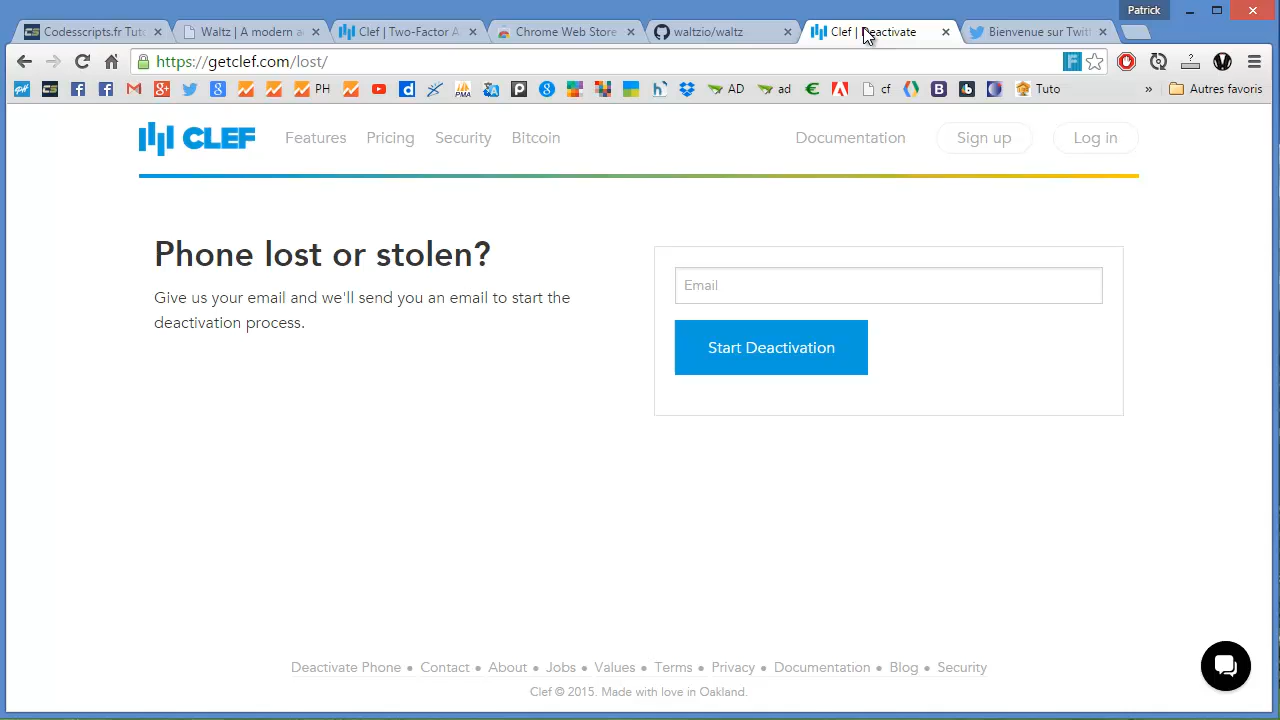 Patrick
Codesscripts.fr Tuto
Waltz | A modern a
Clef | Two-Factor A
Chrome Web Store
waltzio/waltz
Clef | Deactivate
Bienvenue sur Twitt
https://getclef.com/lost/
PH
AD
ad
cf
Tuto
»
Autres favoris
CLEF
Features
Pricing
Security
Bitcoin
Documentation
Sign up
Log in
Phone lost or stolen?
Give us your email and we'll send you an email to start the
deactivation process.
Email
Start Deactivation
Deactivate Phone • Contact • About • Jobs • Values • Terms • Privacy • Documentation • Blog • Security
Clef © 2015. Made with love in Oakland.